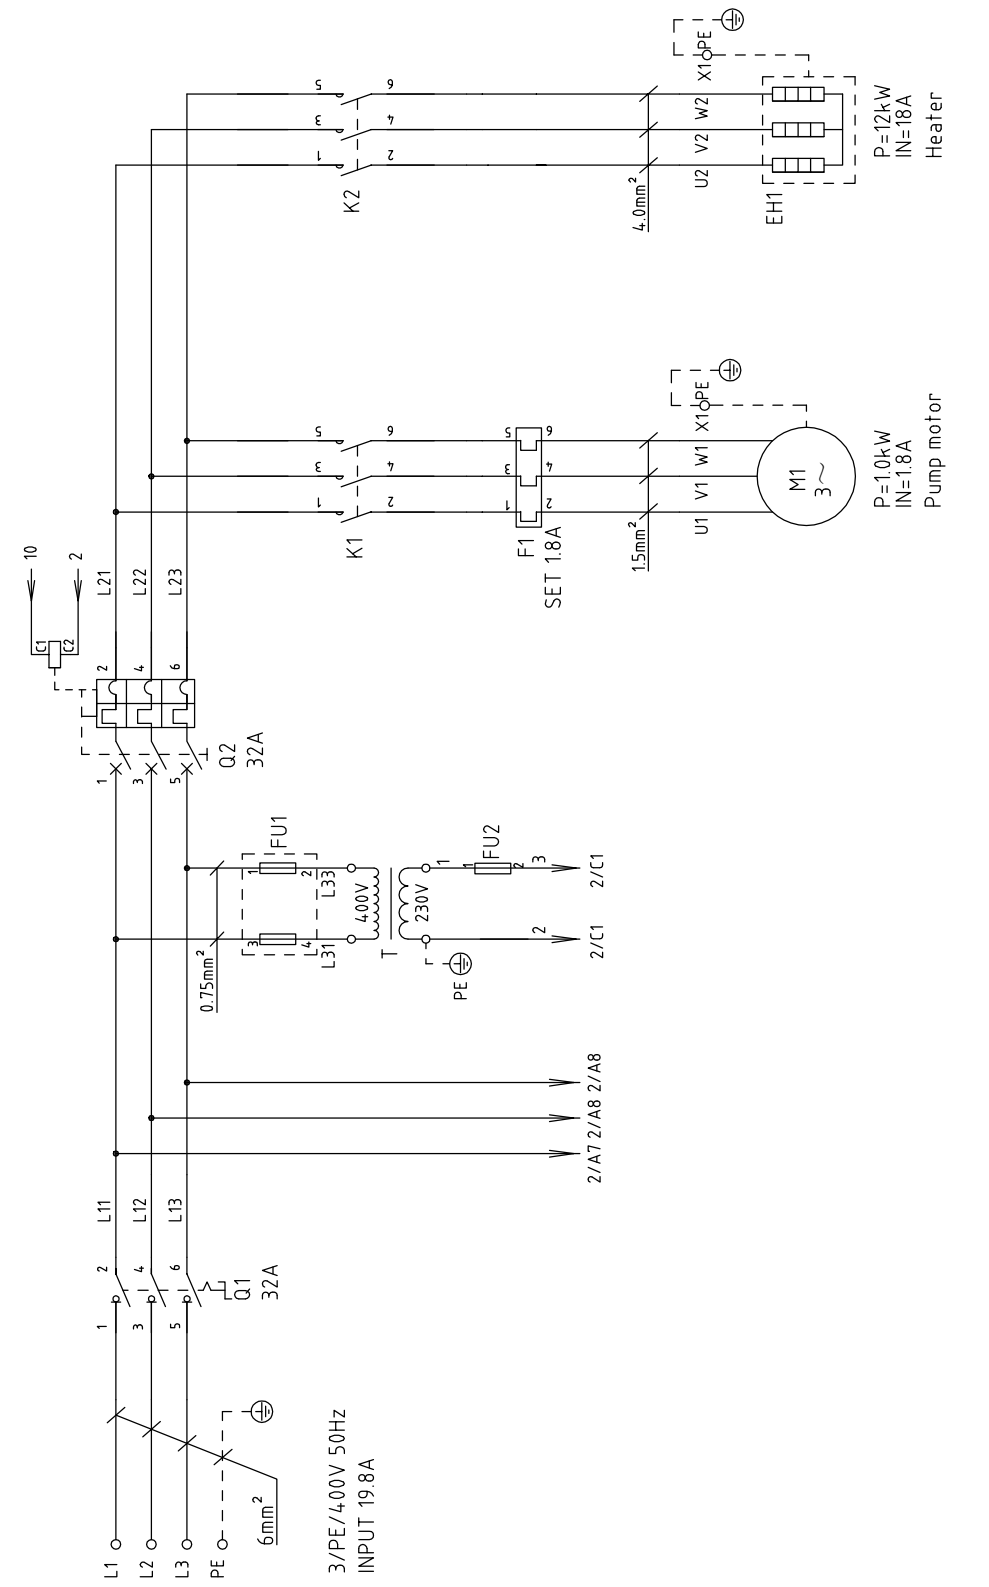 L1
L2
L3
PE
6mm²
3/PE/400V 50Hz
INPUT 19.8A
1
3
5
2
4
6
Q1
32A
L11
L12
L13
2/A7
2/A8
2/A8
0.75mm²
3
4
1
2
FU1
L31
L33
400V
T
230V
PE
1
1
2
FU2
2
3
2/C1
2/C1
1
3
5
Q2
32A
2
4
6
C1
C2
10
2
L21
L22
L23
1
3
5
2
4
6
K1
1
3
5
2
4
6
F1
SET 1.8A
1.5mm²
U1
V1
W1
X1
PE
M1
3~
P=1.0kW
IN=1.8A
Pump motor
1
3
5
2
4
6
K2
4.0mm²
U2
V2
W2
X1
PE
EH1
P=12kW
IN=18A
Heater